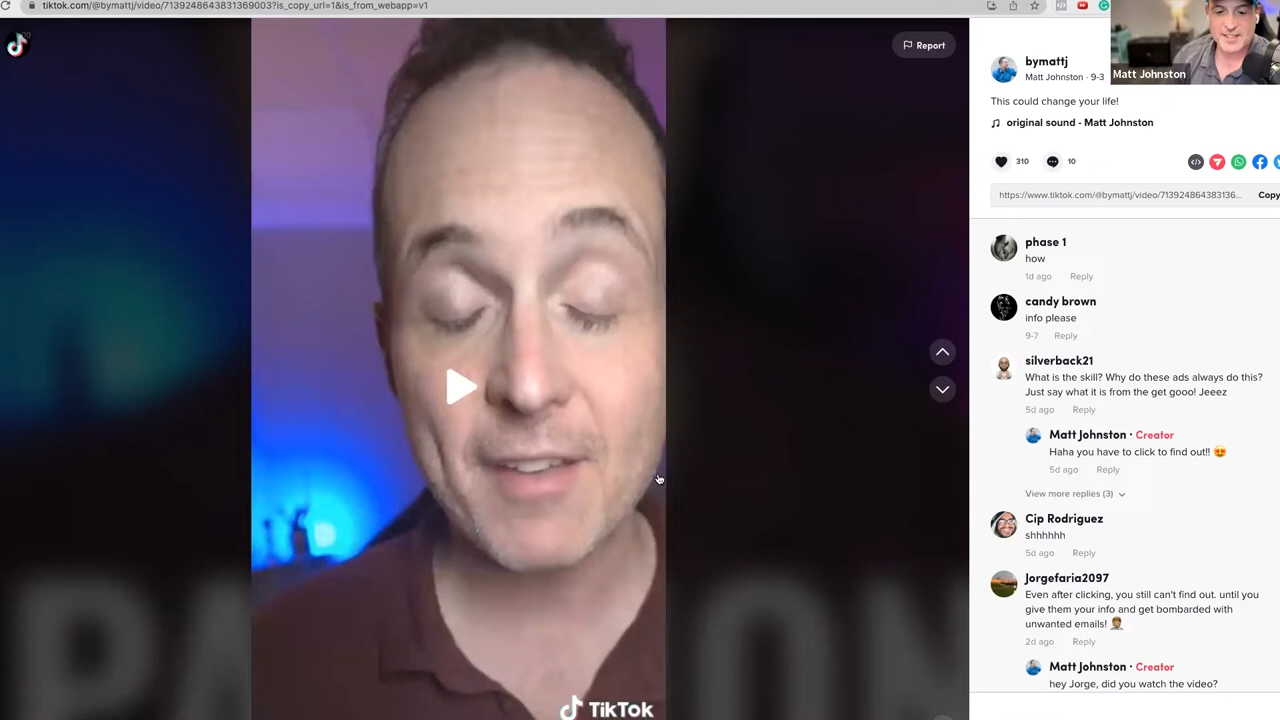 tiktok.com/@bymattj/video/7139248643831369003?is_copy_url=1&is_from_webapp=v1
Report
bymattj
Matt Johnston · 9-3
Matt Johnston
This could change your life!
original sound - Matt Johnston
310
10
https://www.tiktok.com/@bymattj/video/713924864383136...
Copy
phase 1
how
1d ago Reply
candy brown
info please
9-7 Reply
silverback21
What is the skill? Why do these ads always do this?
Just say what it is from the get gooo! Jeeez
5d ago Reply
Matt Johnston · Creator
Haha you have to click to find out!! 😍
5d ago Reply
View more replies (3)
Cip Rodriguez
shhhhhh
5d ago Reply
Jorgefaria2097
Even after clicking, you still can't find out. until you
give them your info and get bombarded with
unwanted emails! 🤦🏽
2d ago Reply
Matt Johnston · Creator
hey Jorge, did you watch the video?
TikTok